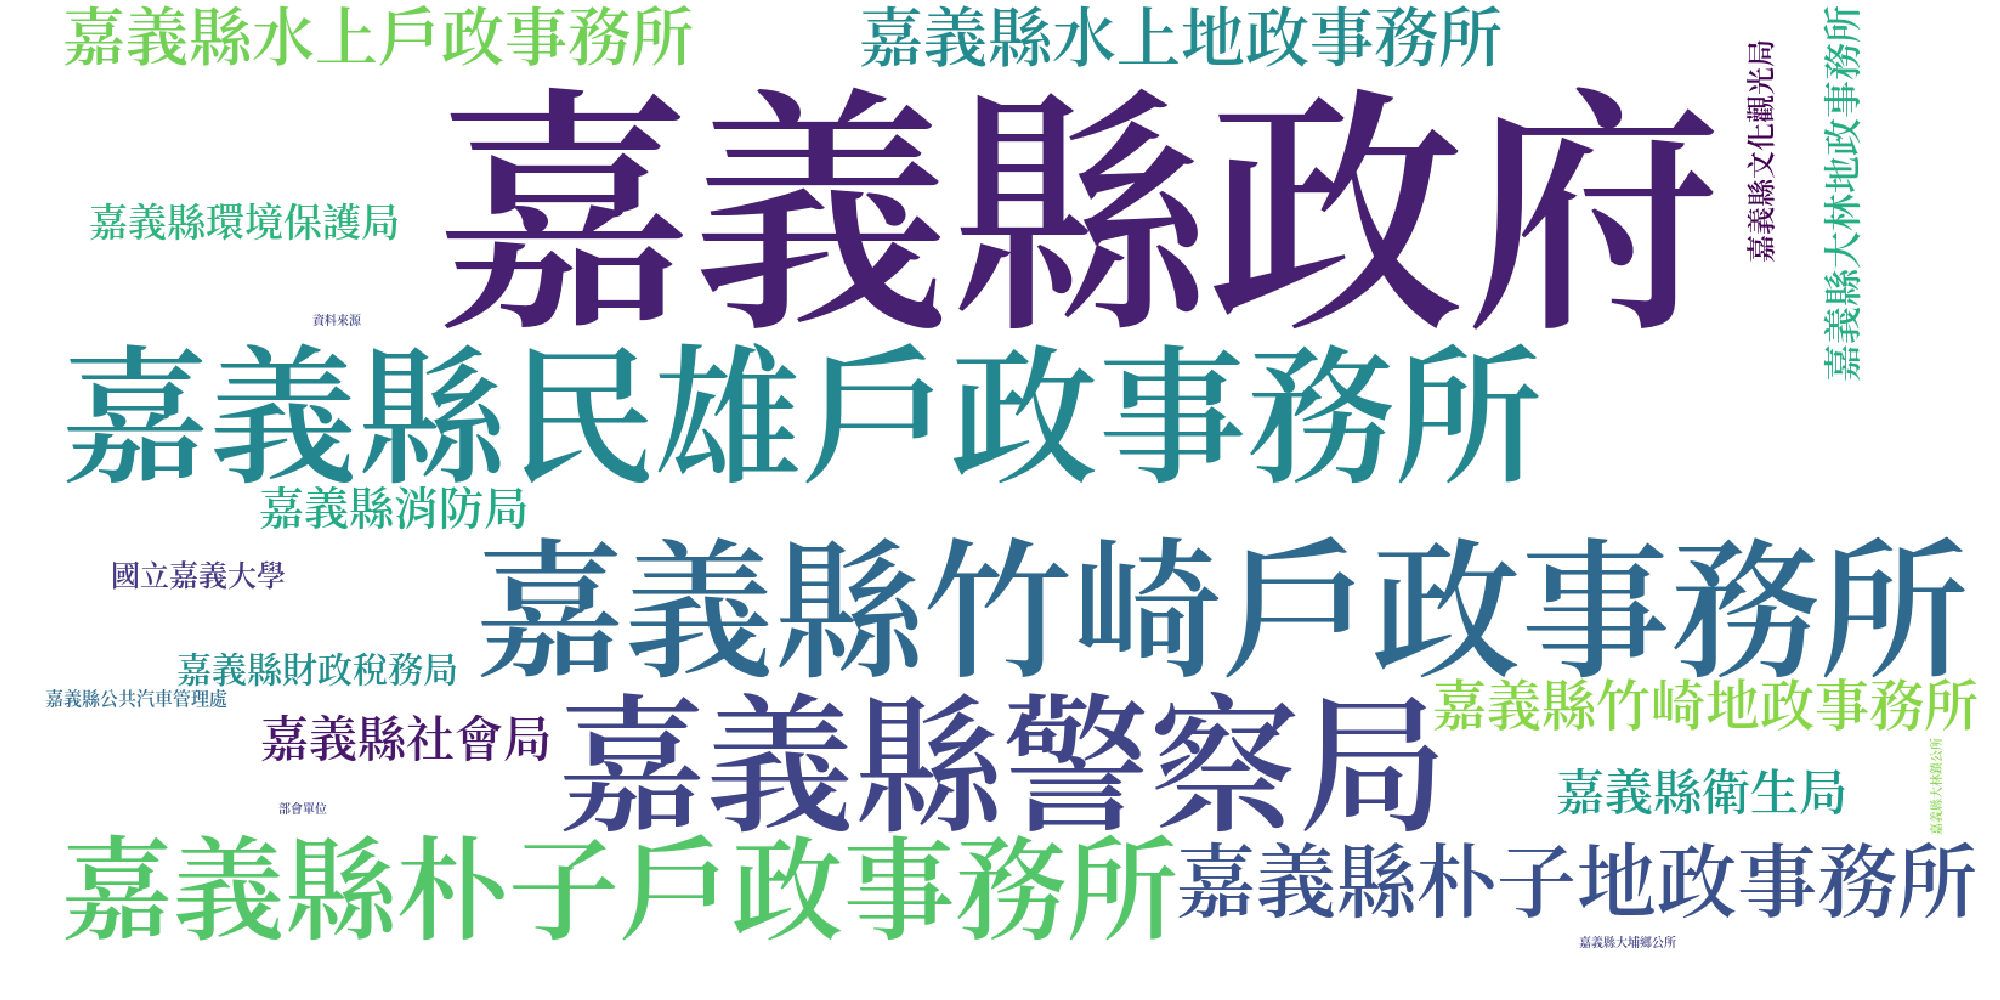 嘉義縣水上戶政事務所
嘉義縣水上地政事務所
嘉義縣文化觀光局
嘉義縣大林地政事務所
嘉義縣政府
嘉義縣環境保護局
資料來源
嘉義縣民雄戶政事務所
嘉義縣消防局
國立嘉義大學
嘉義縣竹崎戶政事務所
嘉義縣財政稅務局
嘉義縣公共汽車管理處
嘉義縣社會局
嘉義縣警察局
嘉義縣竹崎地政事務所
嘉義縣衛生局
嘉義縣大林鎮公所
部會單位
嘉義縣朴子戶政事務所
嘉義縣朴子地政事務所
嘉義縣大埔鄉公所